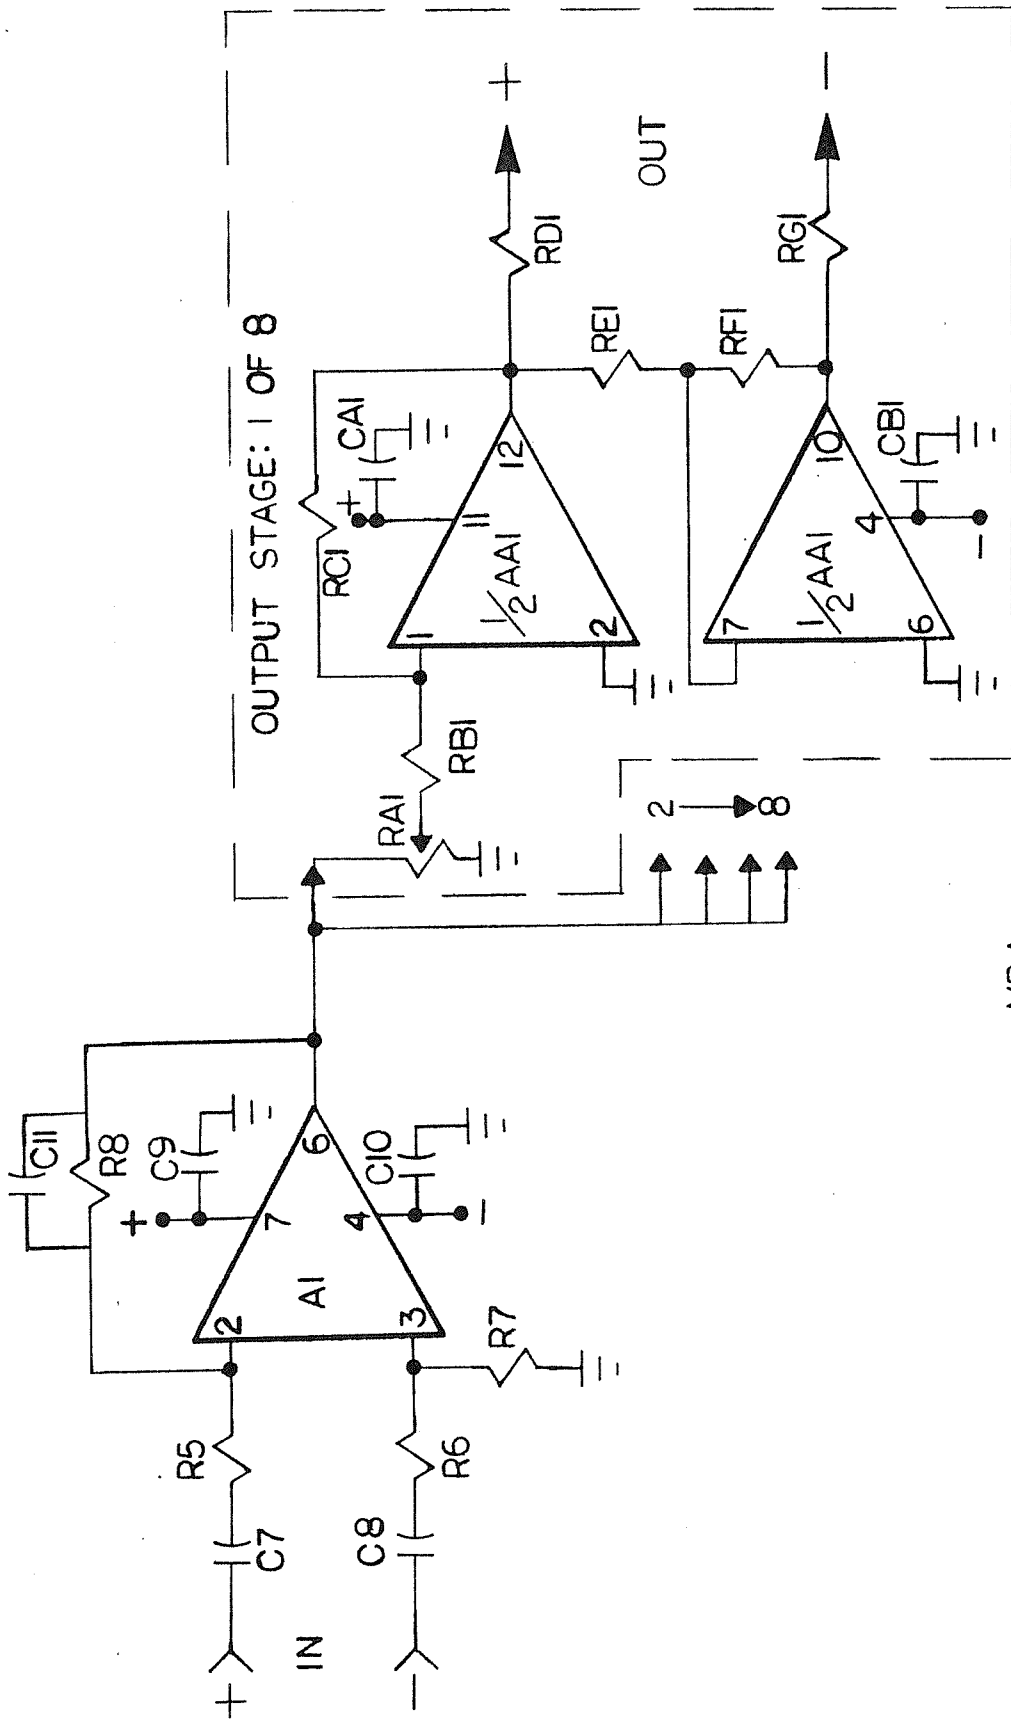 OUTPUT STAGE: 1 OF 8
C11
R8
C9
+
7
2
A1
6
3
4
C10
-
R5
C7
+
IN
R6
C8
-
R7
RA1
RB1
RC1
+
CA1
11
1
1/2 AA1
12
2
RD1
+
RE1
RF1
OUT
7
1/2 AA1
10
6
4
CB1
-
RG1
-
2
8